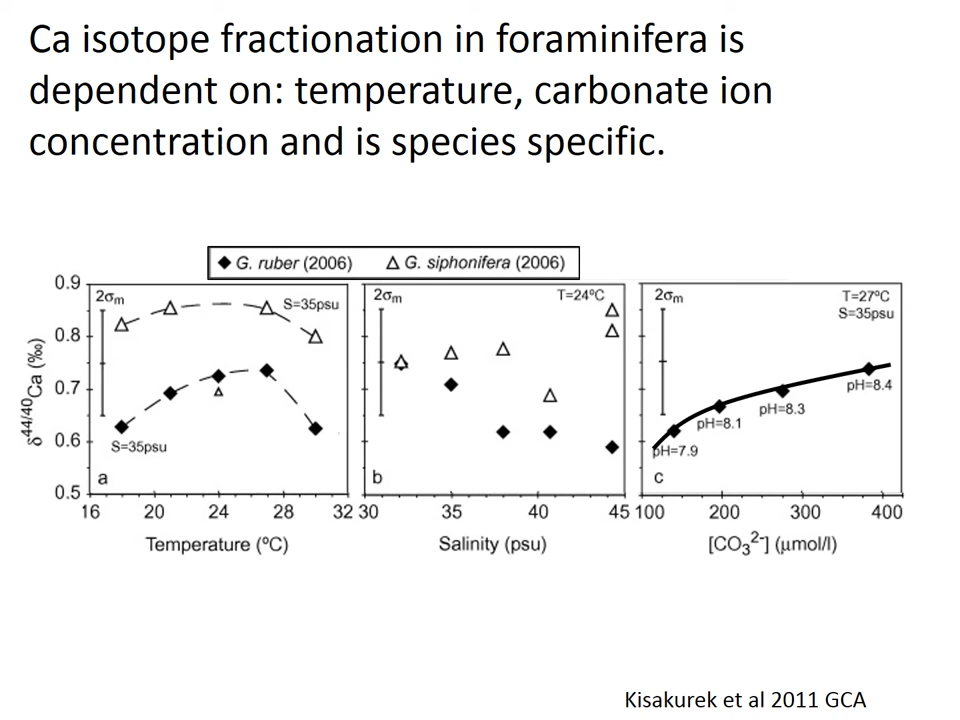 Ca isotope fractionation in foraminifera is
dependent on: temperature, carbonate ion
concentration and is species specific.
G. ruber (2006) G. siphonifera (2006)
0.9
0.8
0.7
0.6
0.5
δ44/40Ca (‰)
2σm
S=35psu
S=35psu
a
16 20 24 28 32
Temperature (ºC)
2σm
T=24ºC
b
30 35 40 45
Salinity (psu)
2σm
T=27ºC
S=35psu
pH=8.4
pH=8.3
pH=8.1
pH=7.9
c
100 200 300 400
[CO32-] (μmol/l)
Kisakurek et al 2011 GCA